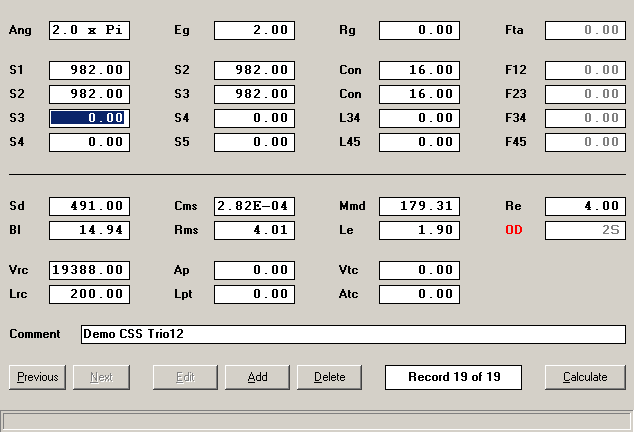 Ang 2.0 x Pi Eg 2.00 Rg 0.00 Fta 0.00
S1 982.00 S2 982.00 Con 16.00 F12 0.00
S2 982.00 S3 982.00 Con 16.00 F23 0.00
S3 0.00 S4 0.00 L34 0.00 F34 0.00
S4 0.00 S5 0.00 L45 0.00 F45 0.00
Sd 491.00 Cms 2.82E-04 Mmd 179.31 Re 4.00
Bl 14.94 Rms 4.01 Le 1.90 OD 2S
Vrc 19388.00 Ap 0.00 Vtc 0.00
Lrc 200.00 Lpt 0.00 Atc 0.00
Comment Demo CSS Trio12
Previous Next Edit Add Delete Record 19 of 19 Calculate